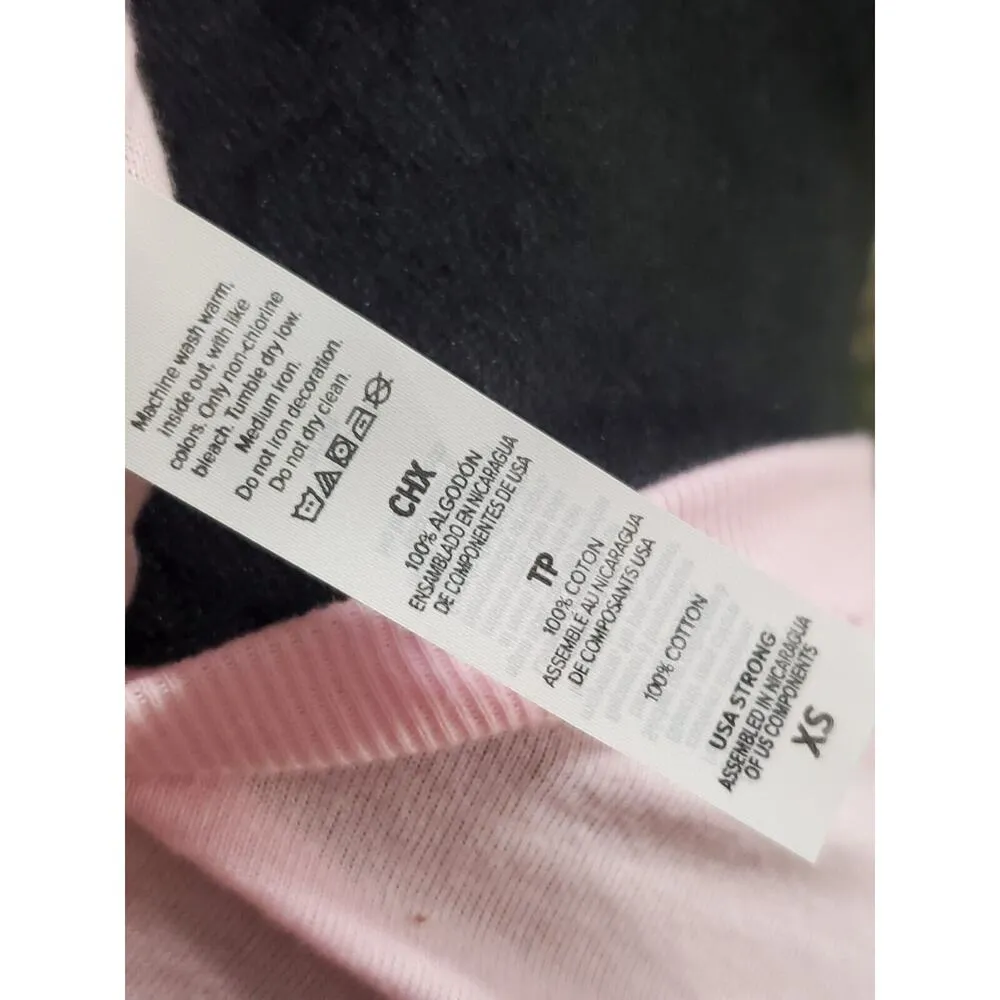 Machine wash warm,
inside out, with like
colors. Only non-chlorine
bleach. Tumble dry low.
Medium iron.
Do not iron decoration.
Do not dry clean.
CHX
100% ALGODÓN
ENSAMBLADO EN NICARAGUA
DE COMPONENTES DE USA
TP
100% COTON
ASSEMBLÉ AU NICARAGUA
DE COMPOSANTS USA
100% COTTON
USA STRONG
ASSEMBLED IN NICARAGUA
OF US COMPONENTS
XS